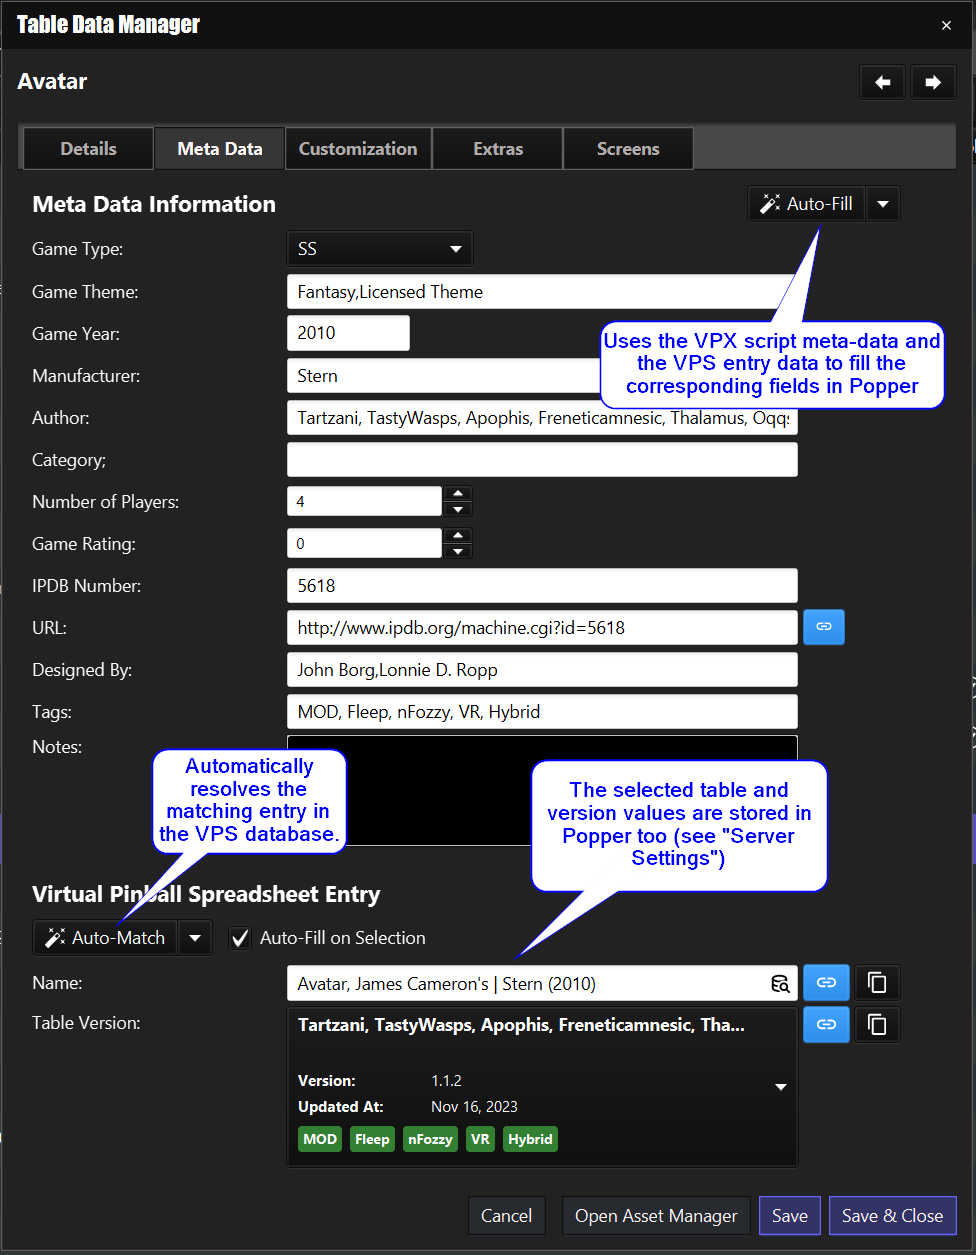 Table Data Manager
Avatar
Details
Meta Data
Customization
Extras
Screens
Meta Data Information
Auto-Fill
Game Type:
SS
Game Theme:
Fantasy,Licensed Theme
Uses the VPX script meta-data and
the VPS entry data to fill the
corresponding fields in Popper
Game Year:
2010
Manufacturer:
Stern
Author:
Tartzani, TastyWasps, Apophis, Freneticamnesic, Thalamus, Oqq
Category;
Number of Players:
4
Game Rating:
0
IPDB Number:
5618
URL:
http://www.ipdb.org/machine.cgi?id=5618
Designed By:
John Borg,Lonnie D. Ropp
Tags:
MOD, Fleep, nFozzy, VR, Hybrid
Notes:
Automatically
resolves the
matching entry in
the VPS database.
The selected table and
version values are stored in
Popper too (see "Server
Settings")
Virtual Pinball Spreadsheet Entry
Auto-Match
Auto-Fill on Selection
Name:
Avatar, James Cameron's | Stern (2010)
Table Version:
Tartzani, TastyWasps, Apophis, Freneticamnesic, Tha...
Version:
1.1.2
Updated At:
Nov 16, 2023
MOD
Fleep
nFozzy
VR
Hybrid
Cancel
Open Asset Manager
Save
Save & Close